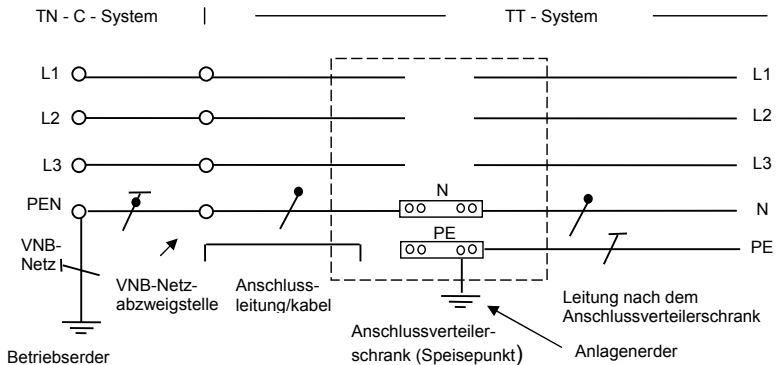 TN - C - System
TT - System
L1
L1
L2
L2
L3
L3
PEN
N
N
PE
PE
VNB-
Netz
VNB-Netz-
abzweigstelle
Anschluss-
leitung/kabel
Leitung nach dem
Anschlussverteilerschrank
Anschlussverteiler-
schrank (Speisepunkt)
Anlagenerder
Betriebserder